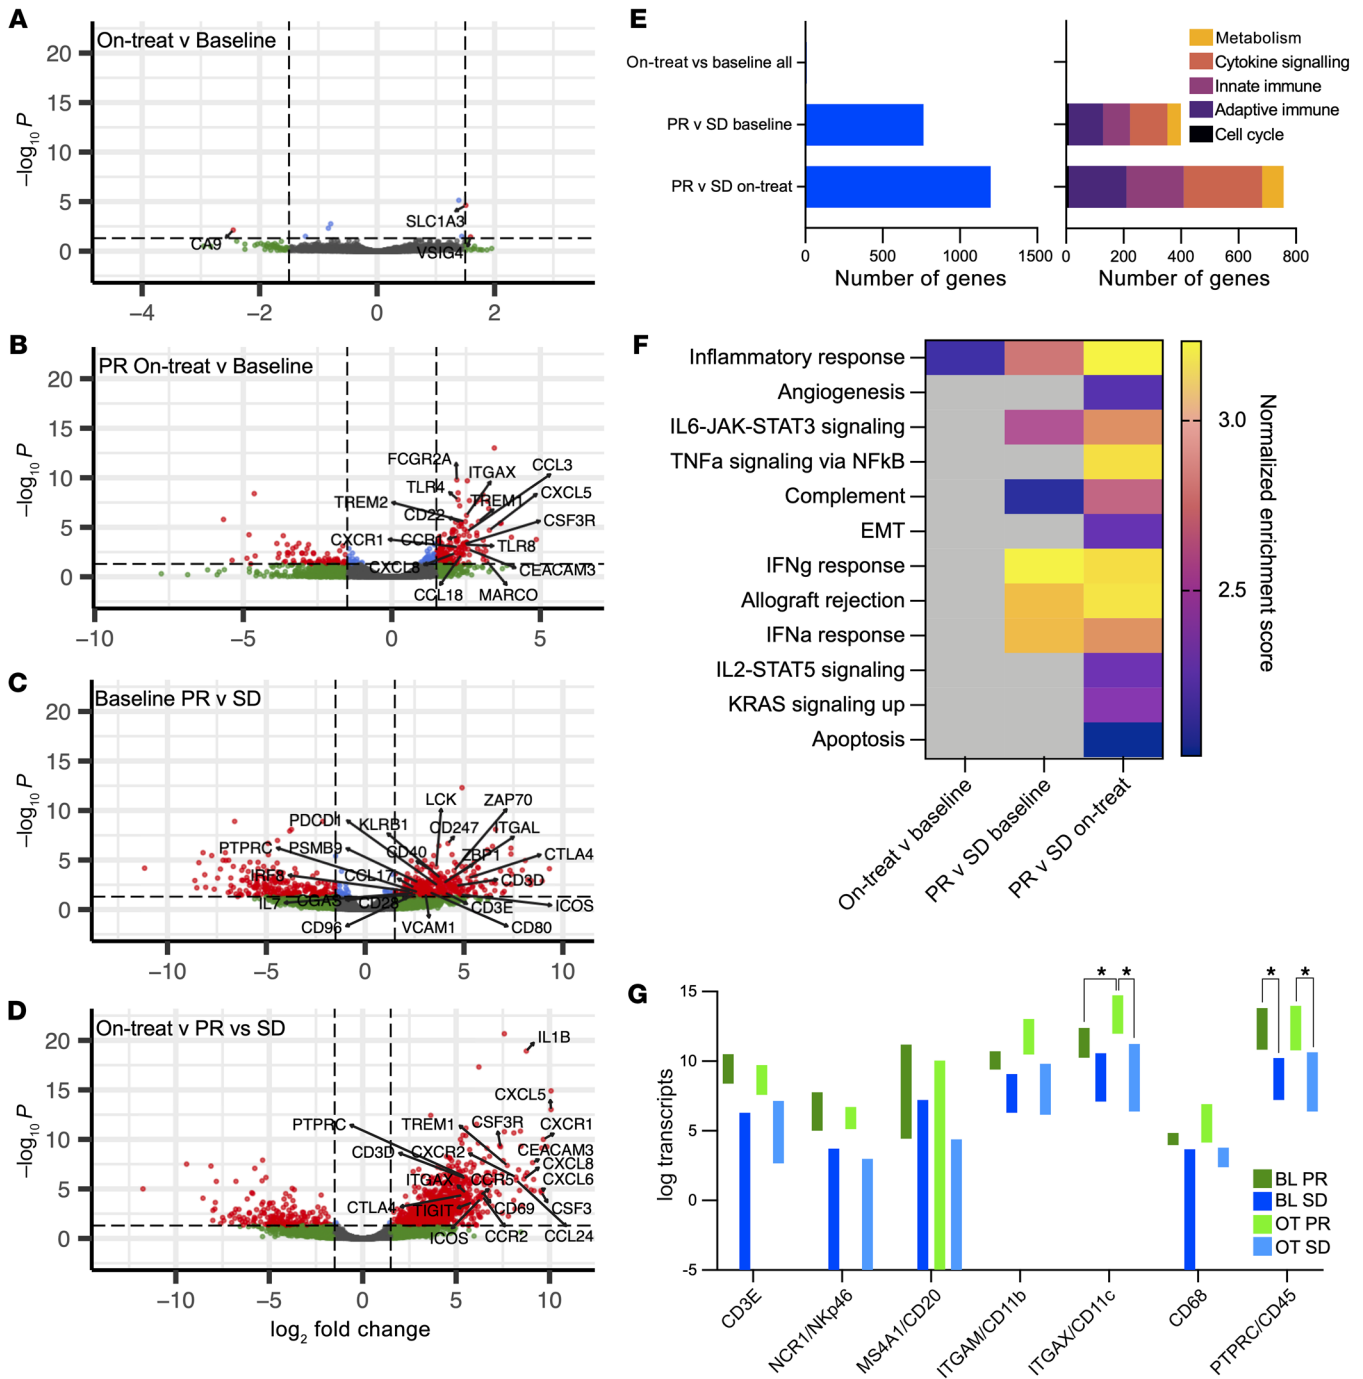 A
On-treat v Baseline
20
15
10
5
0
−log10 P
SLC1A3
CA9
VSIG4
−4
−2
0
2
B
PR On-treat v Baseline
20
15
10
5
0
−log10 P
FCGR2A
ITGAX
CCL3
TLR4
TREM1
CXCL5
TREM2
CD22
CSF3R
CXCR1
CCR1
TLR8
CXCL8
CEACAM3
CCL18
MARCO
−10
−5
0
5
C
Baseline PR v SD
20
15
10
5
0
−log10 P
LCK
ZAP70
PDCD1
KLRB1
CD247
ITGAL
PTPRC
PSMB9
CD40
ZBP1
CTLA4
IRF8
CCL17
CD3D
IL7
CGAS
CD28
CD3E
ICOS
CD96
VCAM1
CD80
−10
−5
0
5
10
D
On-treat v PR vs SD
20
15
10
5
0
−log10 P
IL1B
CXCL5
PTPRC
TREM1
CSF3R
CXCR1
CD3D
CXCR2
CEACAM3
CXCL8
ITGAX
CCR5
CXCL6
CTLA4
TIGIT
CD69
CSF3
ICOS
CCR2
CCL24
−10
−5
0
5
10
log2 fold change
E
On-treat vs baseline all
PR v SD baseline
PR v SD on-treat
0
500
1000
1500
Number of genes
Metabolism
Cytokine signalling
Innate immune
Adaptive immune
Cell cycle
0
200
400
600
800
Number of genes
F
Inflammatory response
Angiogenesis
IL6-JAK-STAT3 signaling
TNFa signaling via NFkB
Complement
EMT
IFNg response
Allograft rejection
IFNa response
IL2-STAT5 signaling
KRAS signaling up
Apoptosis
On-treat v baseline
PR v SD baseline
PR v SD on-treat
3.0
2.5
Normalized enrichment score
G
15
10
5
0
-5
log transcripts
*
*
*
*
BL PR
BL SD
OT PR
OT SD
CD3E
NCR1/NKp46
MS4A1/CD20
ITGAM/CD11b
ITGAX/CD11c
CD68
PTPRC/CD45